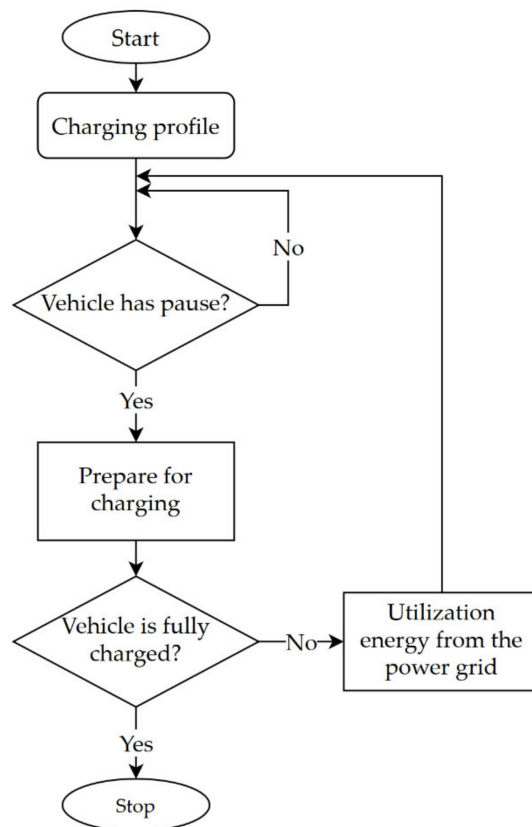 Start
Charging profile
No
Vehicle has pause?
Yes
Prepare for
charging
Vehicle is fully
charged?
No
Utilization
energy from the
power grid
Yes
Stop